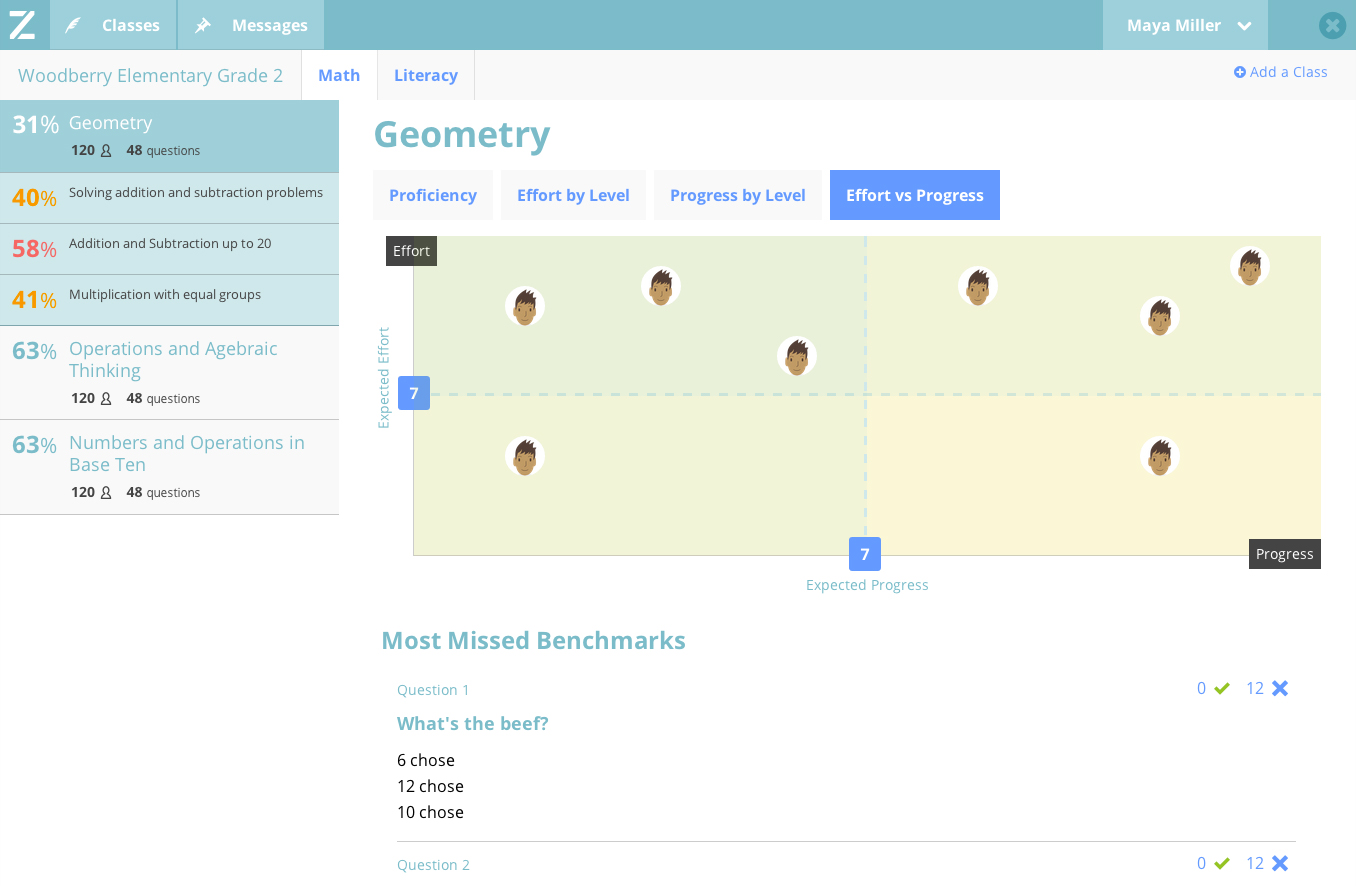 Z Classes Messages Maya Miller
Woodberry Elementary Grade 2 Math Literacy Add a Class
31% Geometry
120 48 questions
40% Solving addition and subtraction problems
58% Addition and Subtraction up to 20
41% Multiplication with equal groups
63% Operations and Agebraic
Thinking
120 48 questions
63% Numbers and Operations in
Base Ten
120 48 questions
Geometry
Proficiency Effort by Level Progress by Level Effort vs Progress
Effort
Expected Effort
7
7
Progress
Expected Progress
Most Missed Benchmarks
Question 1 0 12
What's the beef?
6 chose
12 chose
10 chose
Question 2 0 12